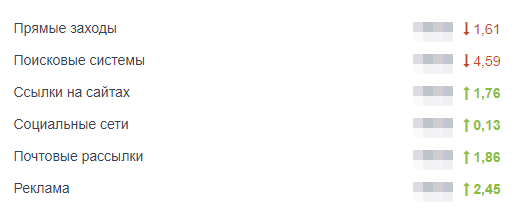 Прямые заходы ↓ 1,61
Поисковые системы ↓ 4,59
Ссылки на сайтах ↑ 1,76
Социальные сети ↑ 0,13
Почтовые рассылки ↑ 1,86
Реклама ↑ 2,45